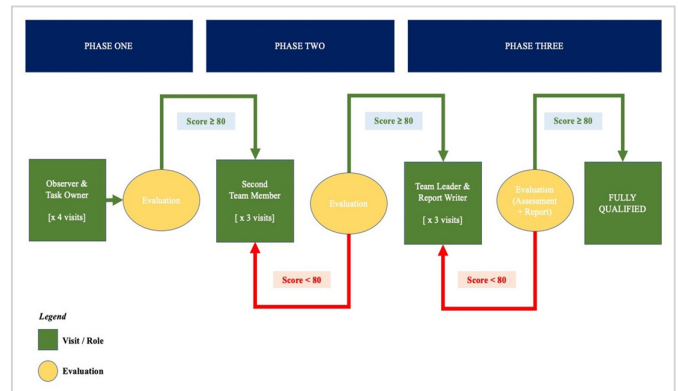 PHASE ONE
PHASE TWO
PHASE THREE
Score ≥ 80
Score ≥ 80
Score ≥ 80
Observer &
Task Owner
[x 4 visits]
Evaluation
Second
Team Member
[ x 3 visits]
Evaluation
Team Leader &
Report Writer
[ x 3 visits]
Evaluation
(Assessment
+ Report)
FULLY
QUALIFIED
Score < 80
Score < 80
Legend
Visit / Role
Evaluation